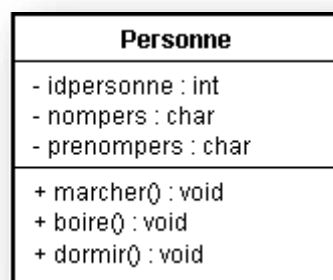 Personne
- idpersonne : int
- nompers : char
- prenompers : char
+ marcher() : void
+ boire() : void
+ dormir() : void